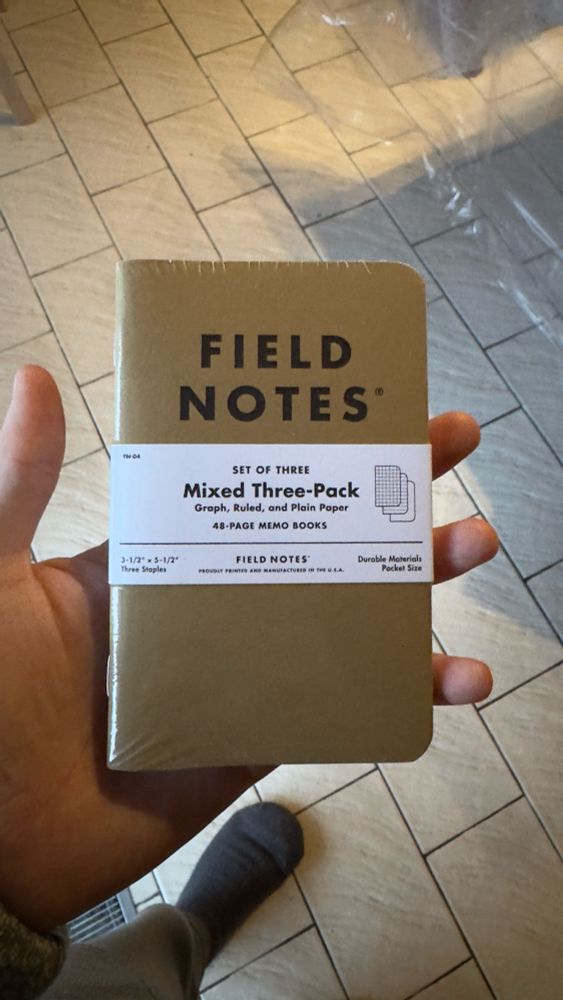 FIELD
NOTES®
FN-04
SET OF THREE
Mixed Three-Pack
Graph, Ruled, and Plain Paper
48-PAGE MEMO BOOKS
3-1/2" × 5-1/2"
Three Staples
FIELD NOTES®
PROUDLY PRINTED AND MANUFACTURED IN THE U.S.A.
Durable Materials
Pocket Size